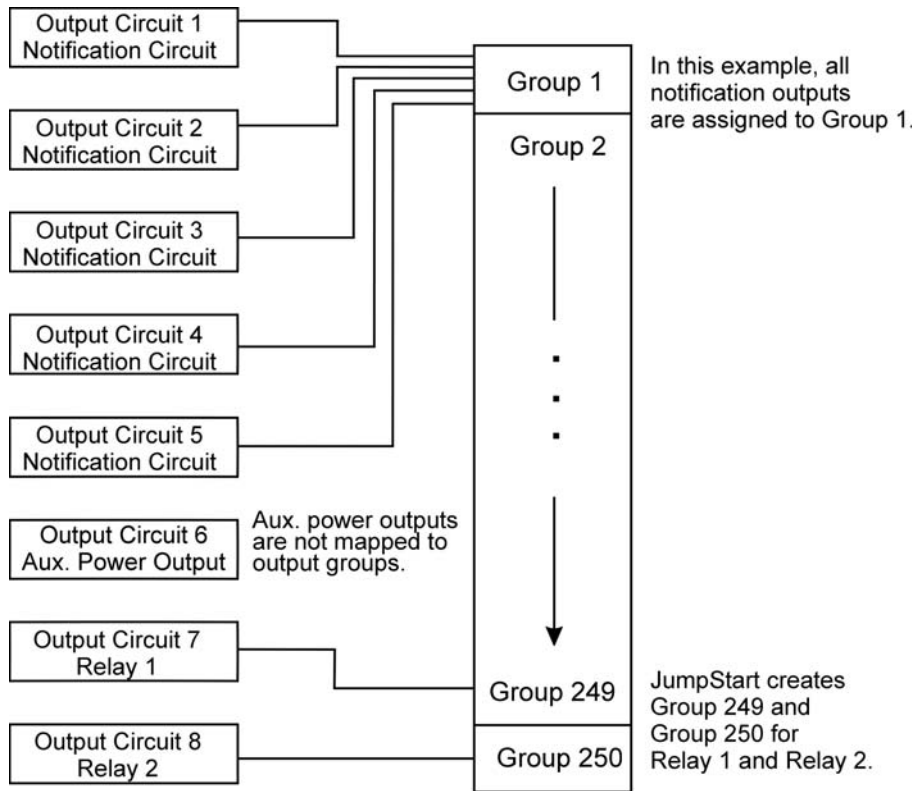 Output Circuit 1
Notification Circuit
Output Circuit 2
Notification Circuit
Output Circuit 3
Notification Circuit
Output Circuit 4
Notification Circuit
Output Circuit 5
Notification Circuit
Output Circuit 6
Aux. Power Output
Aux. power outputs
are not mapped to
output groups.
Output Circuit 7
Relay 1
Output Circuit 8
Relay 2
Group 1
Group 2
Group 249
Group 250
In this example, all
notification outputs
are assigned to Group 1.
JumpStart creates
Group 249 and
Group 250 for
Relay 1 and Relay 2.